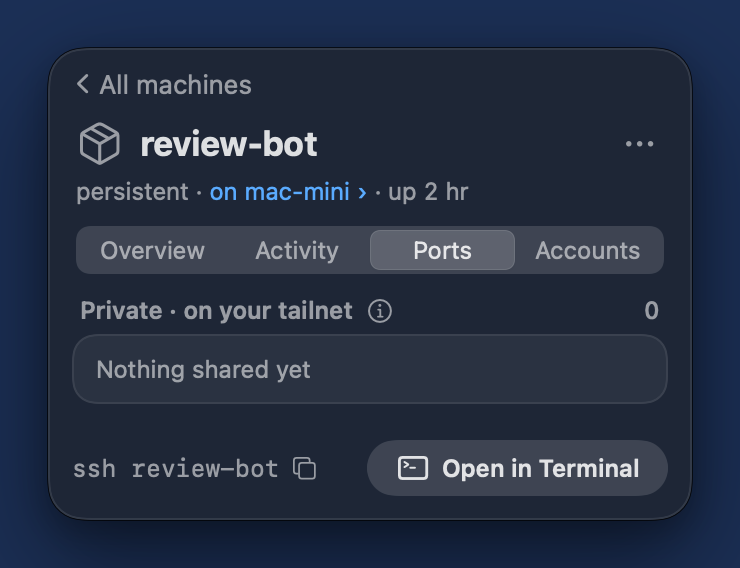 All machines
review-bot
persistent · on mac-mini › · up 2 hr
Overview Activity Ports Accounts
Private · on your tailnet 0
Nothing shared yet
ssh review-bot Open in Terminal